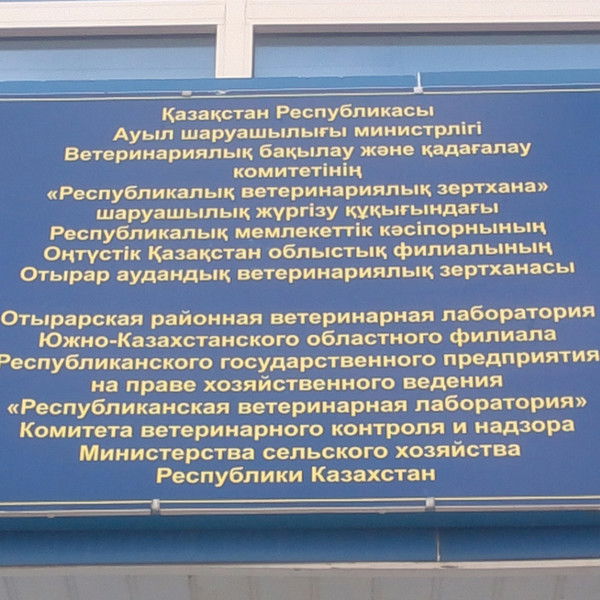 Қазақстан Республикасы
Ауыл шаруашылығы министрлігі
Ветеринариялық бақылау және қадағалау
комитетінің
«Республикалық ветеринариялық зертхана»
шаруашылық жүргізу құқығындағы
Республикалық мемлекеттік кәсіпорнының
Оңтүстік Қазақстан облыстық филиалының
Отырар аудандық ветеринариялық зертханасы
Отырарская районная ветеринарная лаборатория
Южно-Казахстанского областного филиала
Республиканского государственного предприятия
на праве хозяйственного ведения
«Республиканская ветеринарная лаборатория»
Комитета ветеринарного контроля и надзора
Министерства сельского хозяйства
Республики Казахстан